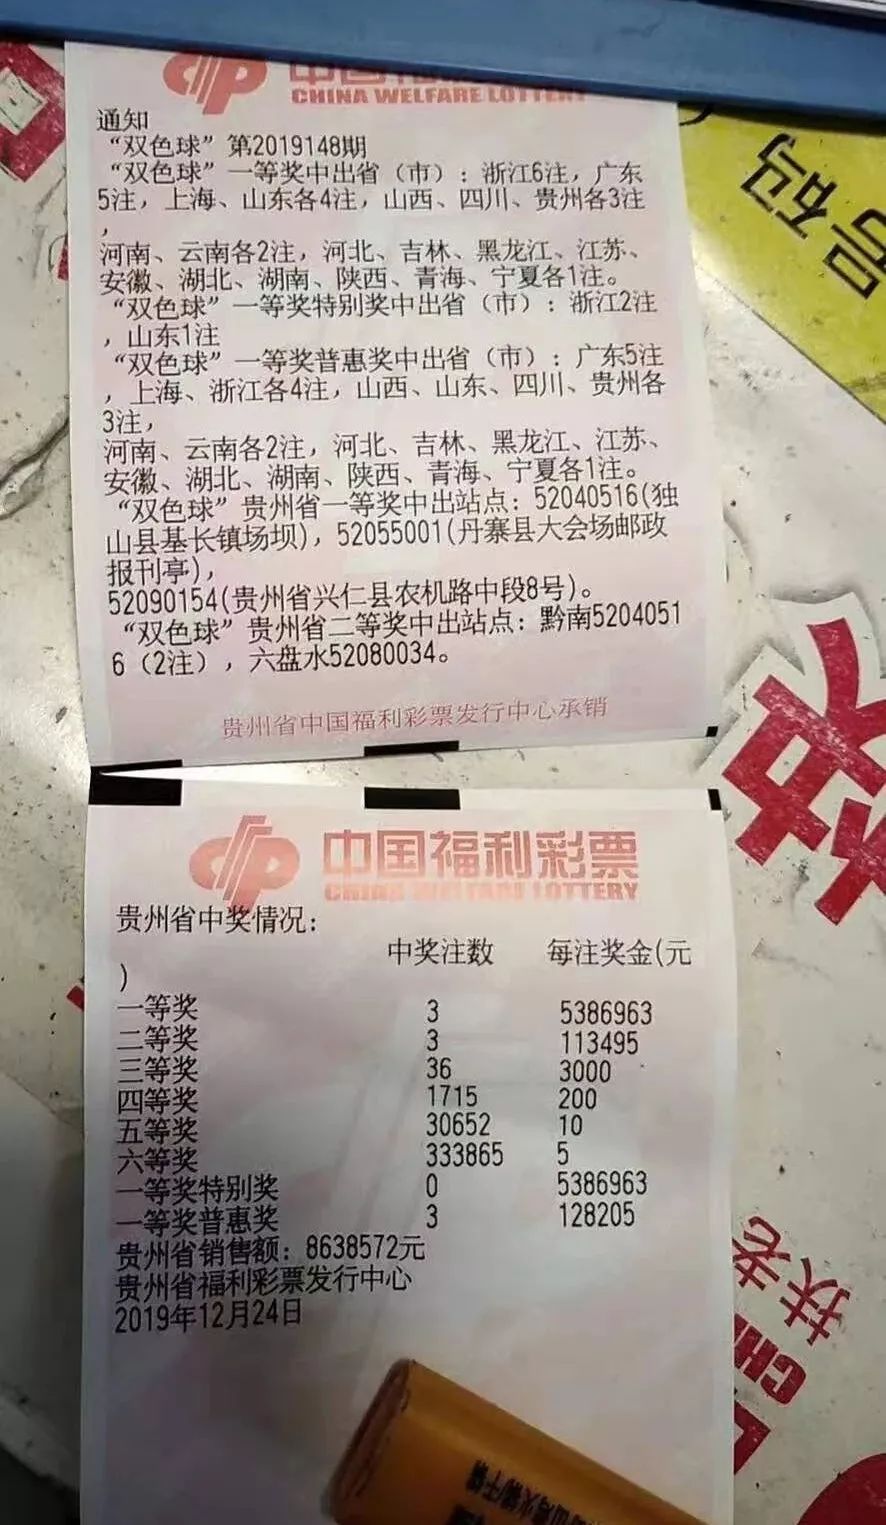 中国福利彩票
CHINA WELFARE LOTTERY
通知
“双色球”第2019148期
“双色球”一等奖中出省（市）：浙江6注，广东
5注，上海、山东各4注，山西、四川、贵州各3注
，
河南、云南各2注，河北、吉林、黑龙江、江苏、
安徽、湖北、湖南、陕西、青海、宁夏各1注。
“双色球”一等奖特别奖中出省（市）：浙江2注
，山东1注
“双色球”一等奖普惠奖中出省（市）：广东5注
，上海、浙江各4注，山西、山东、四川、贵州各
3注，
河南、云南各2注，河北、吉林、黑龙江、江苏、
安徽、湖北、湖南、陕西、青海、宁夏各1注。
“双色球”贵州省一等奖中出站点：52040516(独
山县基长镇场坝)，52055001(丹寨县大会场邮政
报刊亭)，
52090154(贵州省兴仁县农机路中段8号)。
“双色球”贵州省二等奖中出站点：黔南5204051
6（2注），六盘水52080034。
贵州省中国福利彩票发行中心承销
中国福利彩票
CHINA WELFARE LOTTERY
贵州省中奖情况：
中奖注数 每注奖金(元
)
一等奖 3 5386963
二等奖 3 113495
三等奖 36 3000
四等奖 1715 200
五等奖 30652 10
六等奖 333865 5
一等奖特别奖 0 5386963
一等奖普惠奖 3 128205
贵州省销售额：8638572元
贵州省福利彩票发行中心
2019年12月24日
号码
扶老
CHI